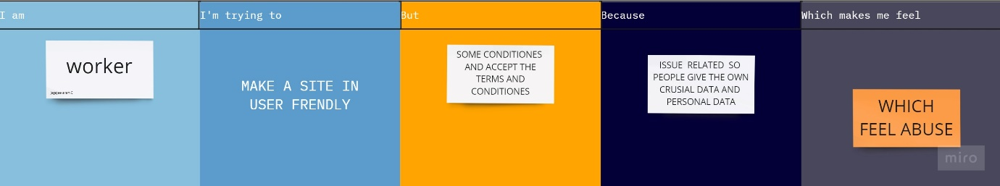 I am
I'm trying to
But
Because
Which makes me feel
worker
MAKE A SITE IN
USER FRENDLY
SOME CONDITIONES
AND ACCEPT THE
TERMS AND
CONDITIONES
ISSUE RELATED SO
PEOPLE GIVE THE OWN
CRUSIAL DATA AND
PERSONAL DATA
WHICH
FEEL ABUSE
miro